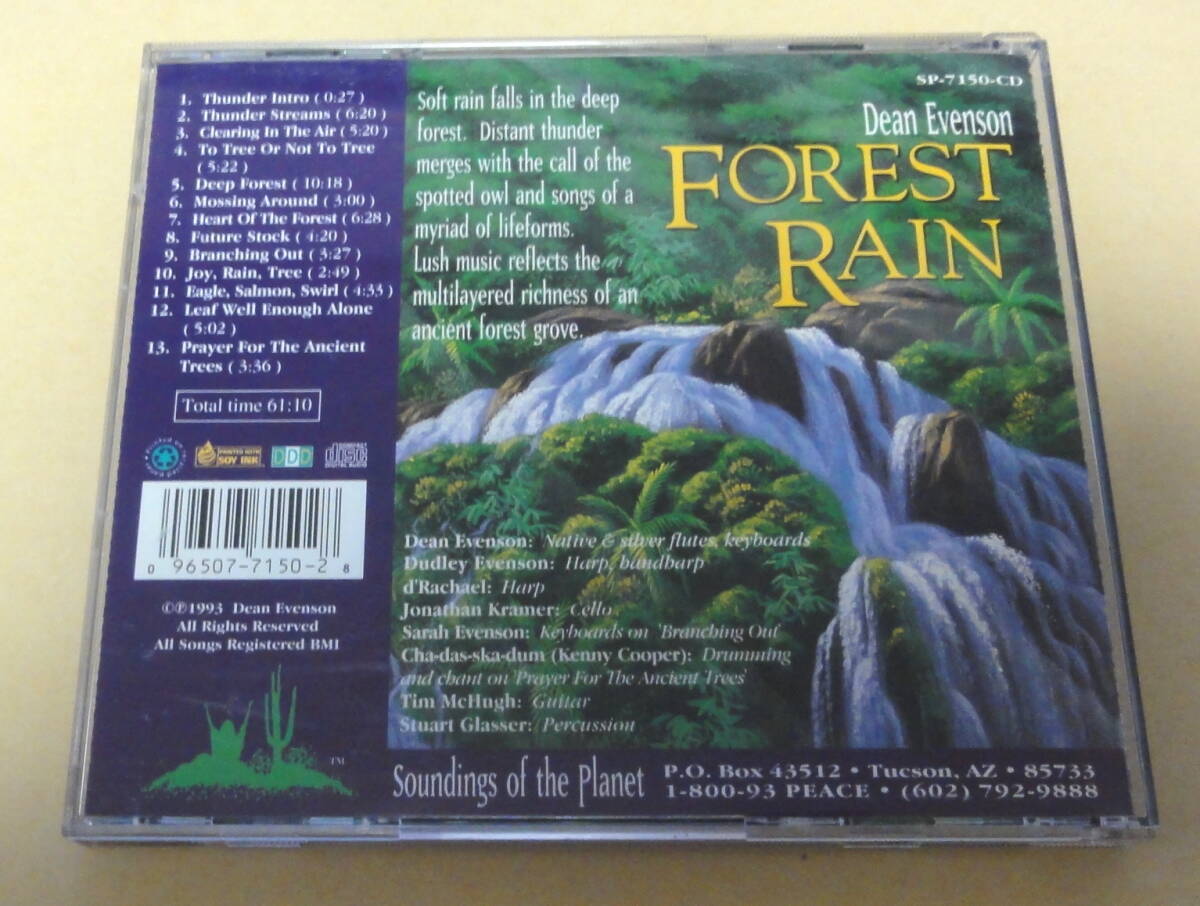 1. Thunder Intro ( 0:27 )
2. Thunder Streams ( 6:20 )
3. Clearing In The Air ( 5:20 )
4. To Tree Or Not To Tree
( 5:22 )
5. Deep Forest ( 10:18 )
6. Mossing Around ( 3:00 )
7. Heart Of The Forest ( 6:28 )
8. Future Stock ( 4:20 )
9. Branching Out ( 3:27 )
10. Joy, Rain, Tree ( 2:49 )
11. Eagle, Salmon, Swirl ( 4:33 )
12. Leaf Well Enough Alone
( 5:02 )
13. Prayer For The Ancient
Trees ( 3:36 )
Total time 61:10
PRINTED WITH
SOY INK
DDD
COMPACT
disc
DIGITAL AUDIO
0 96507-7150-2 8
©℗1993 Dean Evenson
All Rights Reserved
All Songs Registered BMI
TM
Soft rain falls in the deep
forest. Distant thunder
merges with the call of the
spotted owl and songs of a
myriad of lifeforms.
Lush music reflects the
multilayered richness of an
ancient forest grove.
SP-7150-CD
Dean Evenson
FOREST
RAIN
Dean Evenson: Native & silver flutes, keyboards
Dudley Evenson: Harp, bandharp
d'Rachael: Harp
Jonathan Kramer: Cello
Sarah Evenson: Keyboards on 'Branching Out'
Cha-das-ska-dum (Kenny Cooper): Drumming
and chant on 'Prayer For The Ancient Trees'
Tim McHugh: Guitar
Stuart Glasser: Percussion
Soundings of the Planet
P.O. Box 43512 • Tucson, AZ • 85733
1-800-93 PEACE • (602) 792-9888